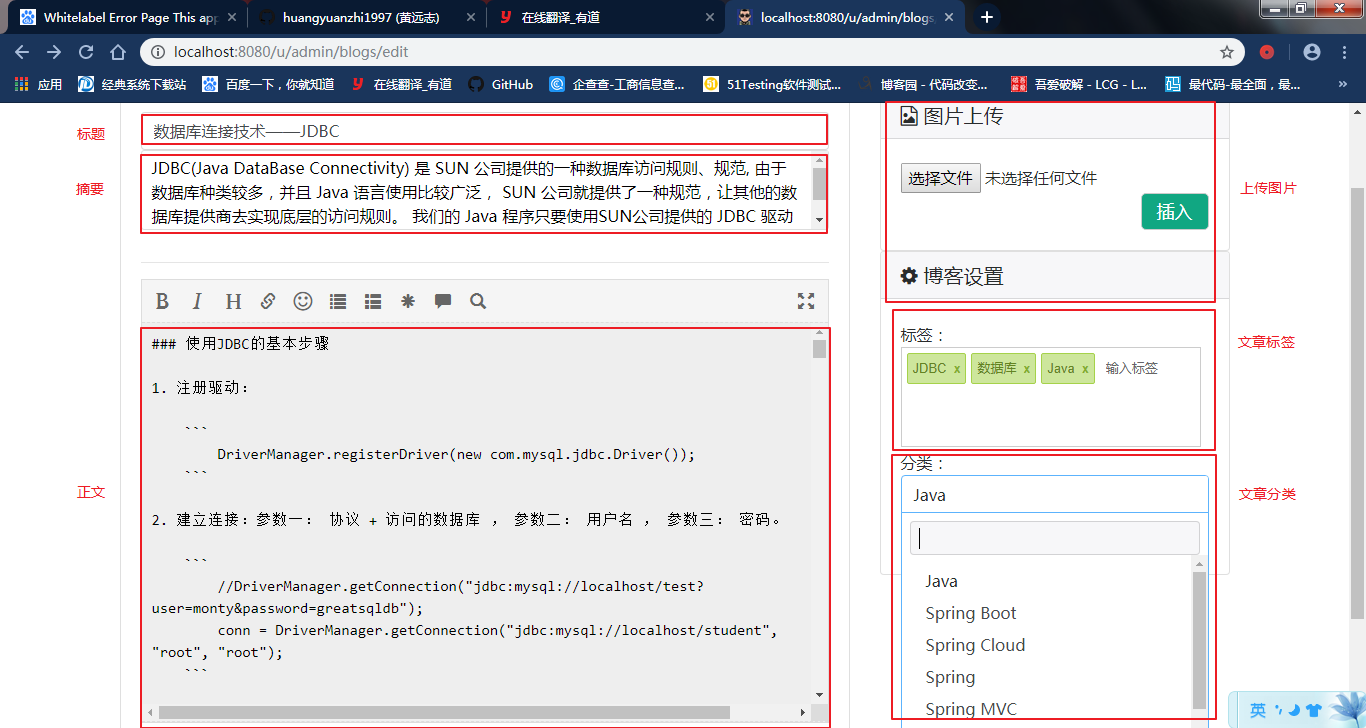 Whitelabel Error Page This app
huangyuanzhi1997 (黄远志)
在线翻译_有道
localhost:8080/u/admin/blogs
localhost:8080/u/admin/blogs/edit
应用
经典系统下载站
百度一下，你就知道
在线翻译_有道
GitHub
企查查-工商信息查...
51Testing软件测试...
博客园 - 代码改变...
吾爱破解 - LCG - L...
最代码-最全面，最...
»
标题
数据库连接技术——JDBC
摘要
JDBC(Java DataBase Connectivity) 是 SUN 公司提供的一种数据库访问规则、规范, 由于
数据库种类较多，并且 Java 语言使用比较广泛， SUN 公司就提供了一种规范，让其他的数
据库提供商去实现底层的访问规则。 我们的 Java 程序只要使用SUN公司提供的 JDBC 驱动
B I H
正文
### 使用JDBC的基本步骤
1. 注册驱动：
```
DriverManager.registerDriver(new com.mysql.jdbc.Driver());
```
2. 建立连接：参数一： 协议 + 访问的数据库 ， 参数二： 用户名 ， 参数三： 密码。
```
//DriverManager.getConnection("jdbc:mysql://localhost/test?
user=monty&password=greatsqldb");
conn = DriverManager.getConnection("jdbc:mysql://localhost/student",
"root", "root");
```
图片上传
选择文件 未选择任何文件
插入
上传图片
博客设置
标签：
JDBC x 数据库 x Java x 输入标签
文章标签
分类：
Java
文章分类
Java
Spring Boot
Spring Cloud
Spring
Spring MVC
英